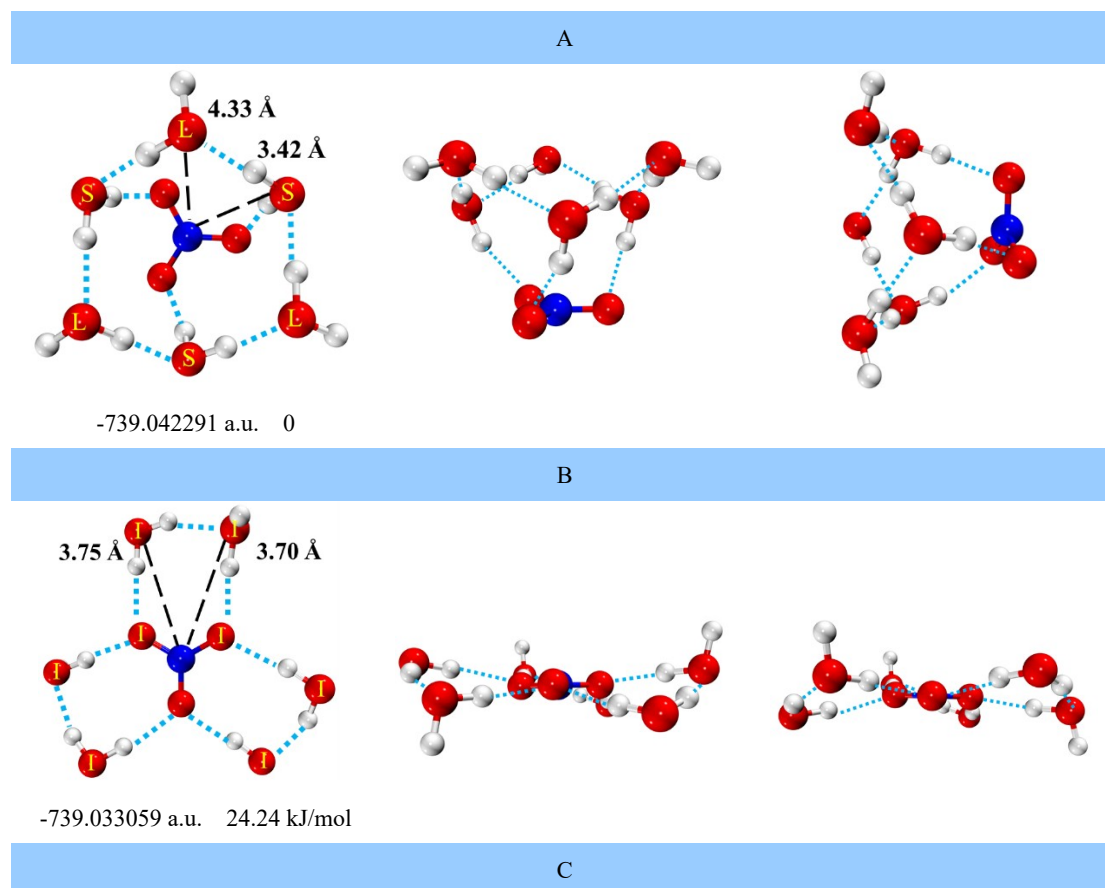 A
4.33 Å
L
3.42 Å
S
S
L
L
S
-739.042291 a.u. 0
B
I
I
3.75 Å
3.70 Å
I
I
I
I
I
I
-739.033059 a.u. 24.24 kJ/mol
C